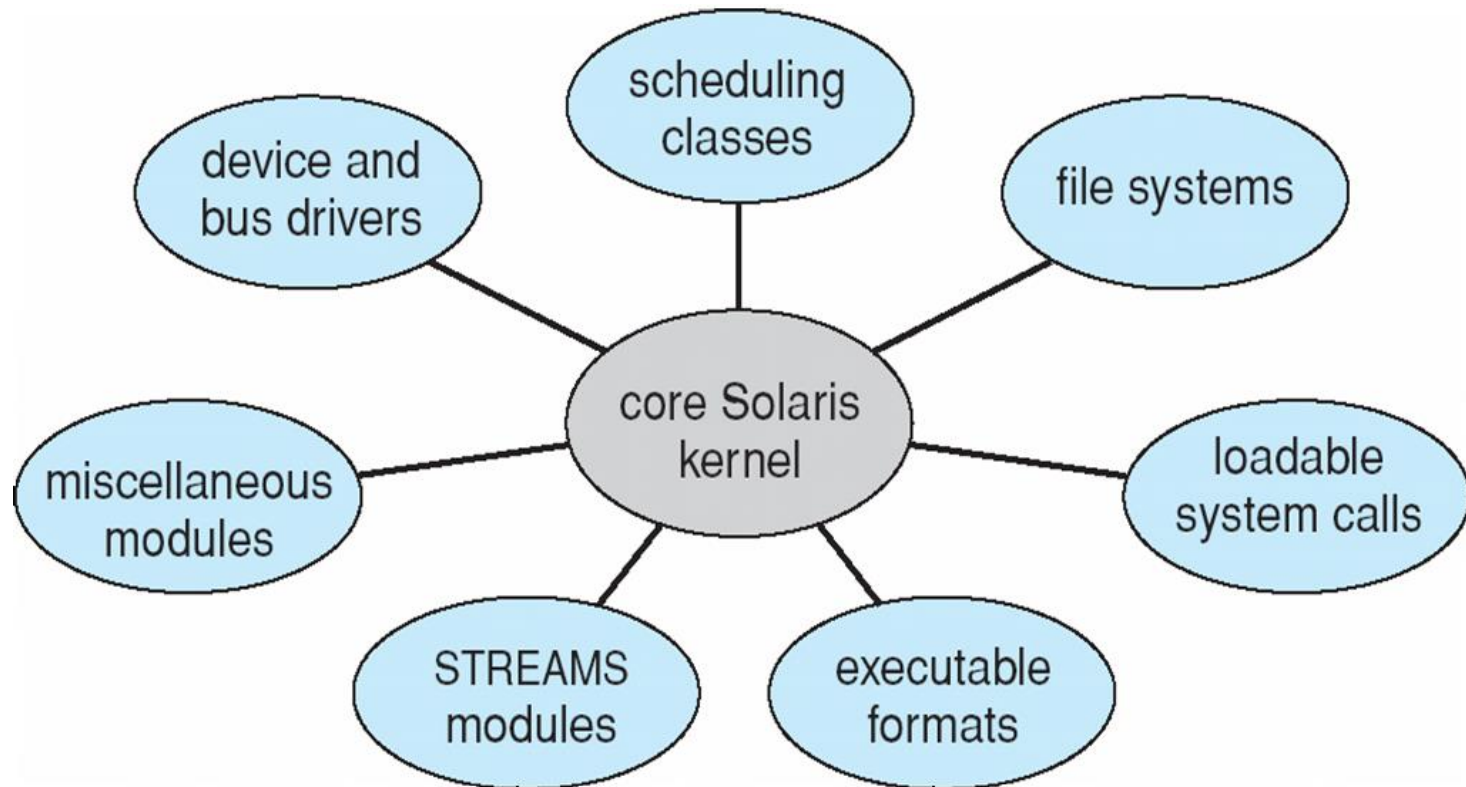 scheduling
classes
device and
bus drivers
file systems
core Solaris
kernel
loadable
system calls
miscellaneous
modules
STREAMS
modules
executable
formats